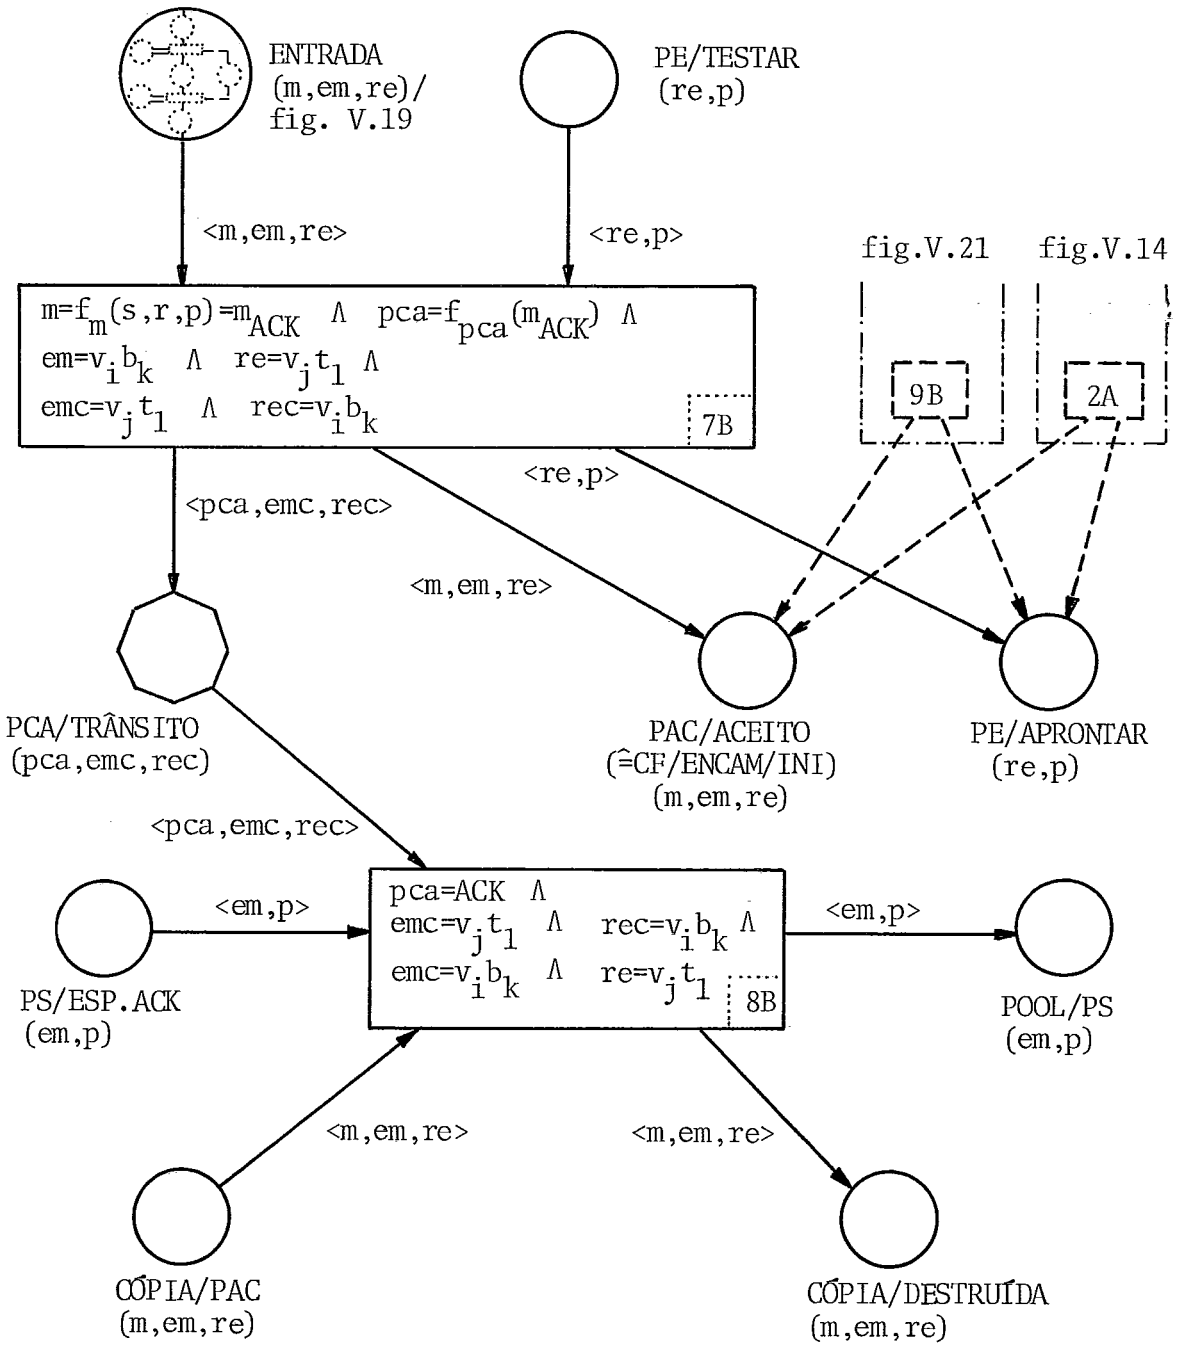 ENTRADA
(m,em,re)/
fig. V.19
PE/TESTAR
(re,p)
<m,em,re>
<re,p>
fig.V.21
fig.V.14
m=f_m(s,r,p)=m_ACK Λ pca=f_pca(m_ACK) Λ
em=v_i b_k Λ re=v_j t_l Λ
emc=v_j t_l Λ rec=v_i b_k
7B
9B
2A
<pca,emc,rec>
<m,em,re>
<re,p>
PCA/TRÂNSITO
(pca,emc,rec)
PAC/ACEITO
(≙CF/ENCAM/INI)
(m,em,re)
PE/APRONTAR
(re,p)
<pca,emc,rec>
pca=ACK Λ
emc=v_j t_l Λ rec=v_i b_k Λ
emc=v_i b_k Λ re=v_j t_l
8B
<em,p>
<em,p>
PS/ESP.ACK
(em,p)
POOL/PS
(em,p)
<m,em,re>
<m,em,re>
CÓPIA/PAC
(m,em,re)
CÓPIA/DESTRUÍDA
(m,em,re)